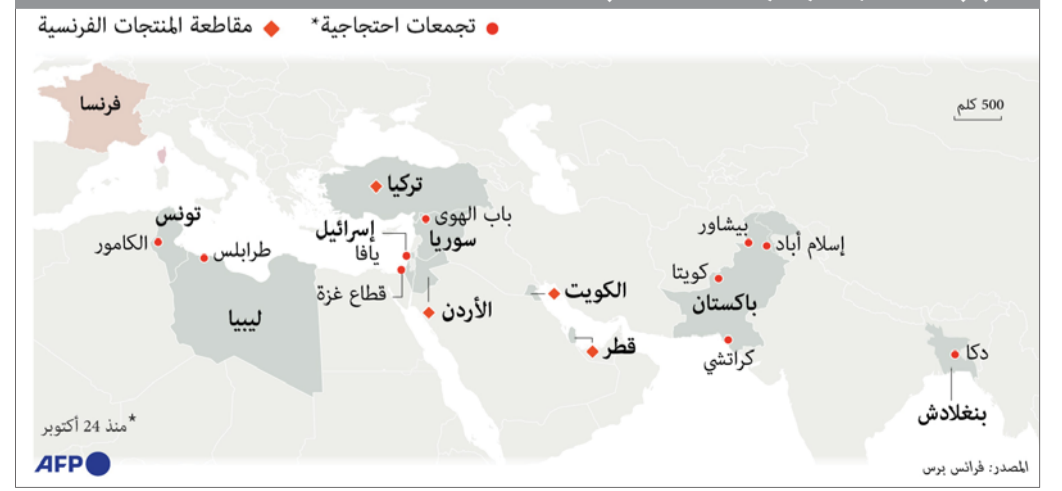 تجمعات احتجاجية*
مقاطعة المنتجات الفرنسية
فرنسا
500 كلم
تركيا
باب الهوى
سوريا
تونس
الكامور
طرابلس
إسرائيل
يافا
قطاع غزة
ليبيا
الأردن
الكويت
قطر
بيشاور
إسلام أباد
كويتا
باكستان
كراتشي
دكا
بنغلادش
*منذ 24 أكتوبر
AFP
المصدر: فرانس برس